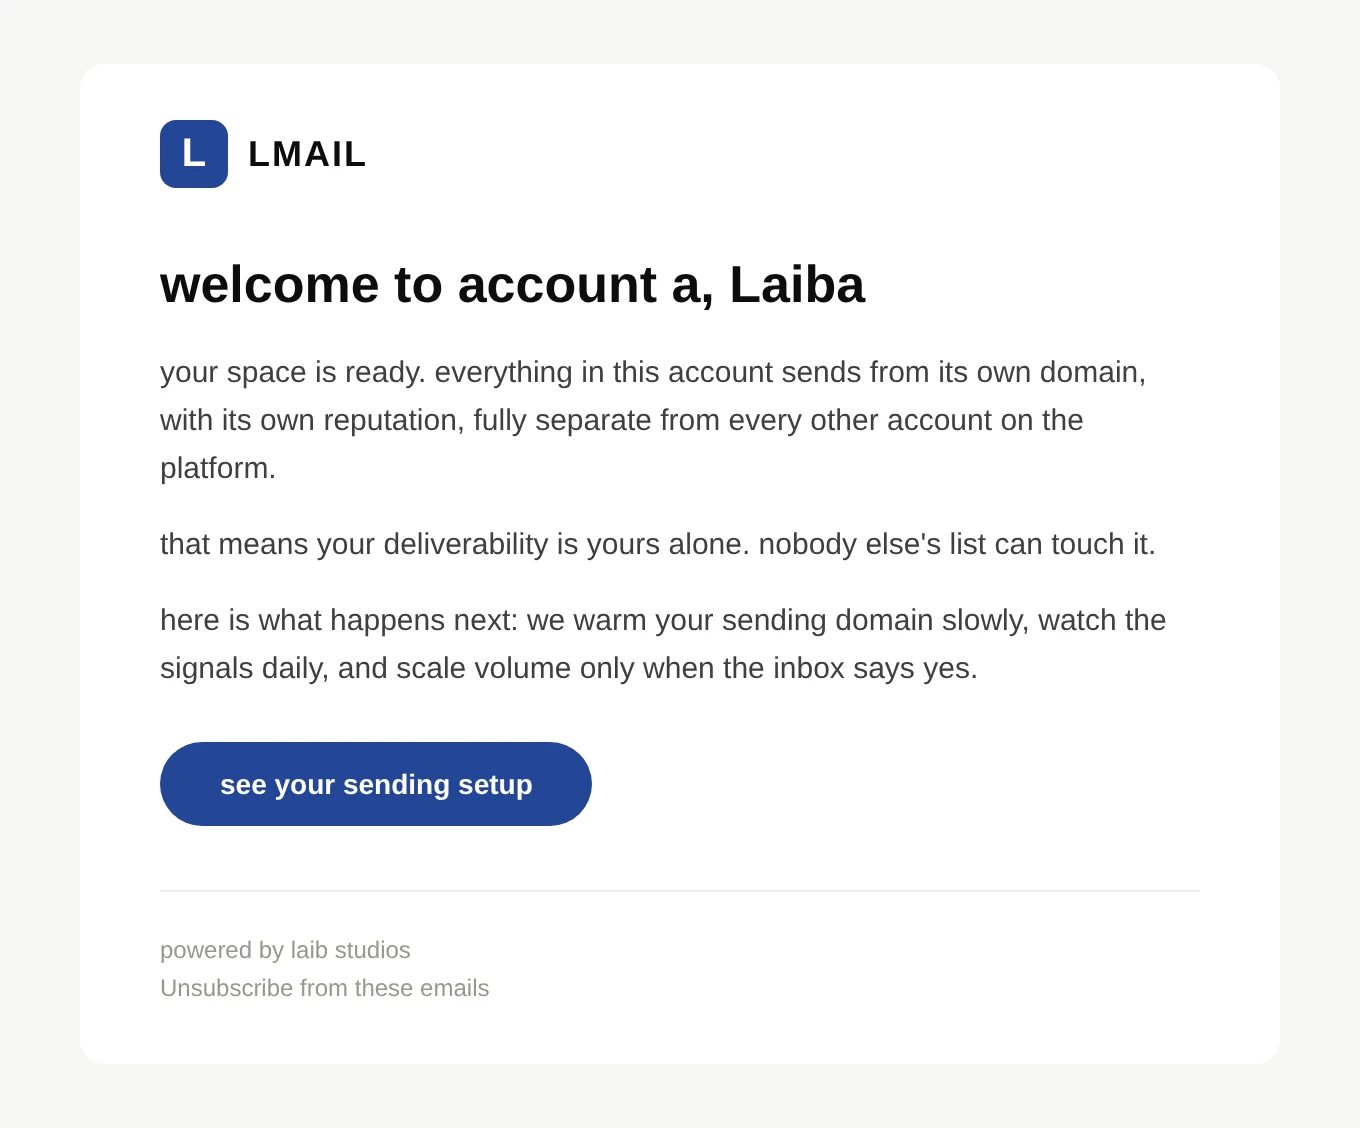 L LMAIL
welcome to account a, Laiba
your space is ready. everything in this account sends from its own domain,
with its own reputation, fully separate from every other account on the
platform.
that means your deliverability is yours alone. nobody else's list can touch it.
here is what happens next: we warm your sending domain slowly, watch the
signals daily, and scale volume only when the inbox says yes.
see your sending setup
powered by laib studios
Unsubscribe from these emails